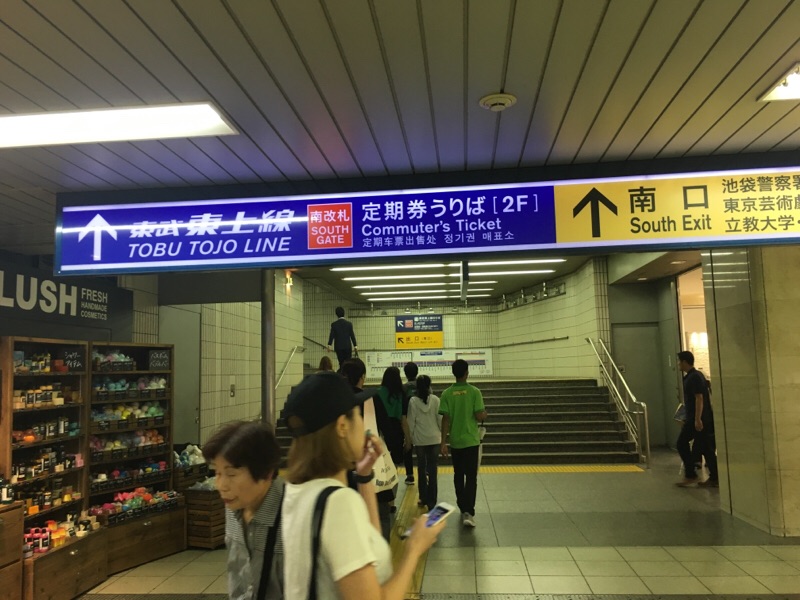 東武東上線
TOBU TOJO LINE
南改札
SOUTH
GATE
定期券うりば [2F]
Commuter's Ticket
定期车票出售处 정기권 매표소
南口
South Exit
池袋警察
東京芸術
立教大学・
LUSH
FRESH
HANDMADE
COSMETICS